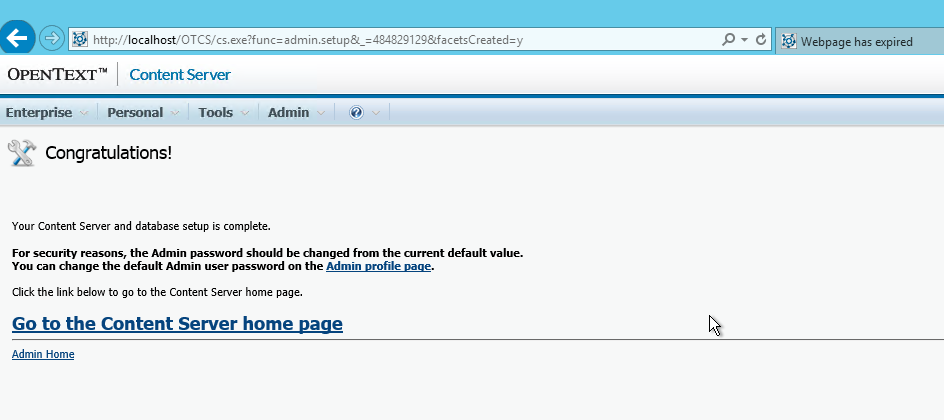 http://localhost/OTCS/cs.exe?func=admin.setup&_=484829129&facetsCreated=y
Webpage has expired
OPENTEXT™ Content Server
Enterprise Personal Tools Admin ?
Congratulations!
Your Content Server and database setup is complete.
For security reasons, the Admin password should be changed from the current default value.
You can change the default Admin user password on the Admin profile page.
Click the link below to go to the Content Server home page.
Go to the Content Server home page
Admin Home